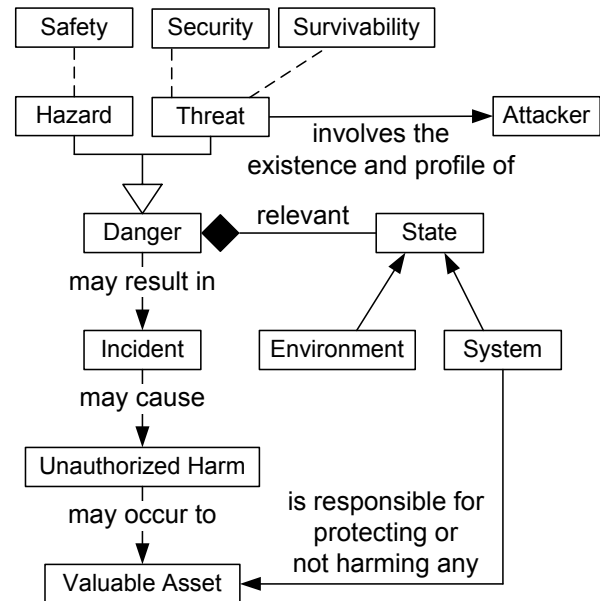 Safety
Security
Survivability
Hazard
Threat
Attacker
involves the
existence and profile of
Danger
relevant
State
may result in
Incident
Environment
System
may cause
Unauthorized Harm
may occur to
is responsible for
protecting or
not harming any
Valuable Asset